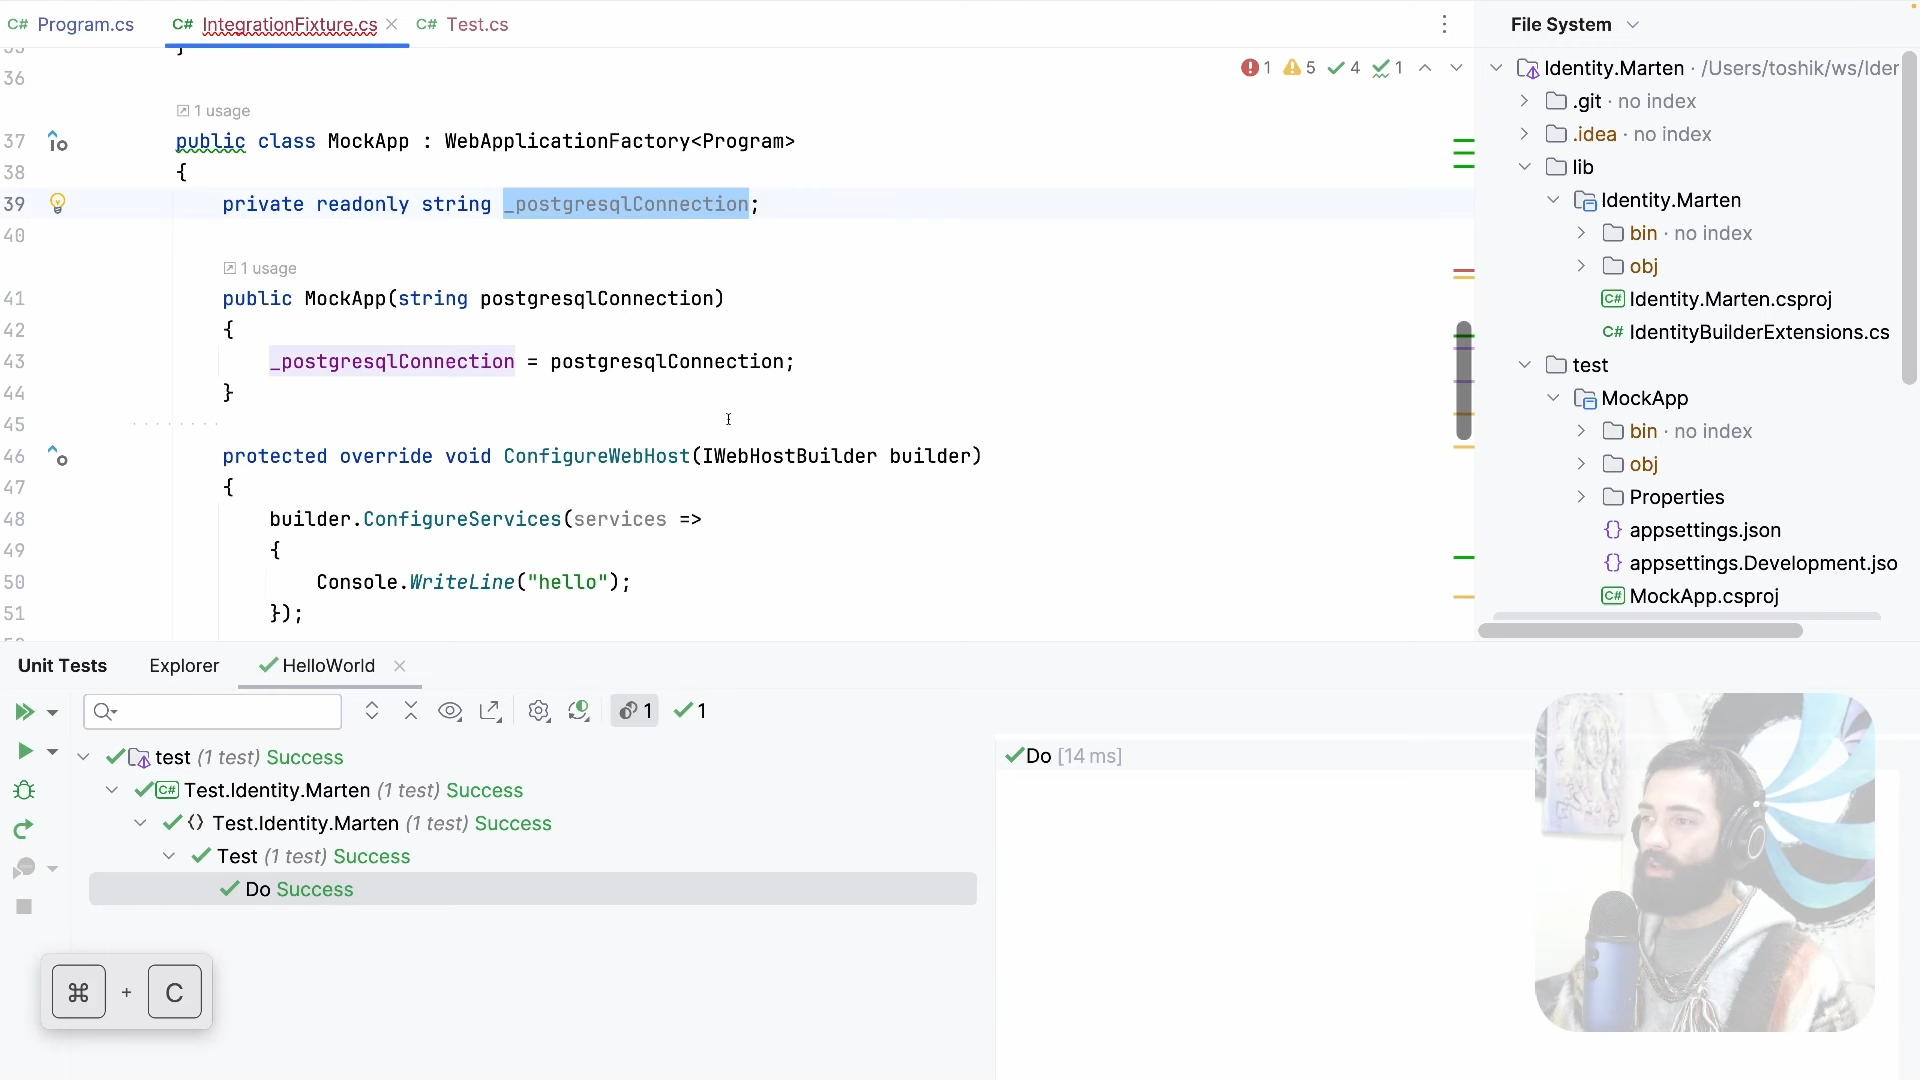 C# Program.cs
C# IntegrationFixture.cs
C# Test.cs
1 5 4 1
36
1 usage
37 public class MockApp : WebApplicationFactory<Program>
38 {
39 private readonly string _postgresqlConnection;
40
1 usage
41 public MockApp(string postgresqlConnection)
42 {
43 _postgresqlConnection = postgresqlConnection;
44 }
45
46 protected override void ConfigureWebHost(IWebHostBuilder builder)
47 {
48 builder.ConfigureServices(services =>
49 {
50 Console.WriteLine("hello");
51 });
File System
Identity.Marten · /Users/toshik/ws/Ider
.git · no index
.idea · no index
lib
Identity.Marten
bin · no index
obj
C# Identity.Marten.csproj
C# IdentityBuilderExtensions.cs
test
MockApp
bin · no index
obj
Properties
{} appsettings.json
{} appsettings.Development.jso
C# MockApp.csproj
Unit Tests
Explorer
HelloWorld
1 1
test (1 test) Success
C# Test.Identity.Marten (1 test) Success
Test.Identity.Marten (1 test) Success
Test (1 test) Success
Do Success
Do [14 ms]
⌘ + C